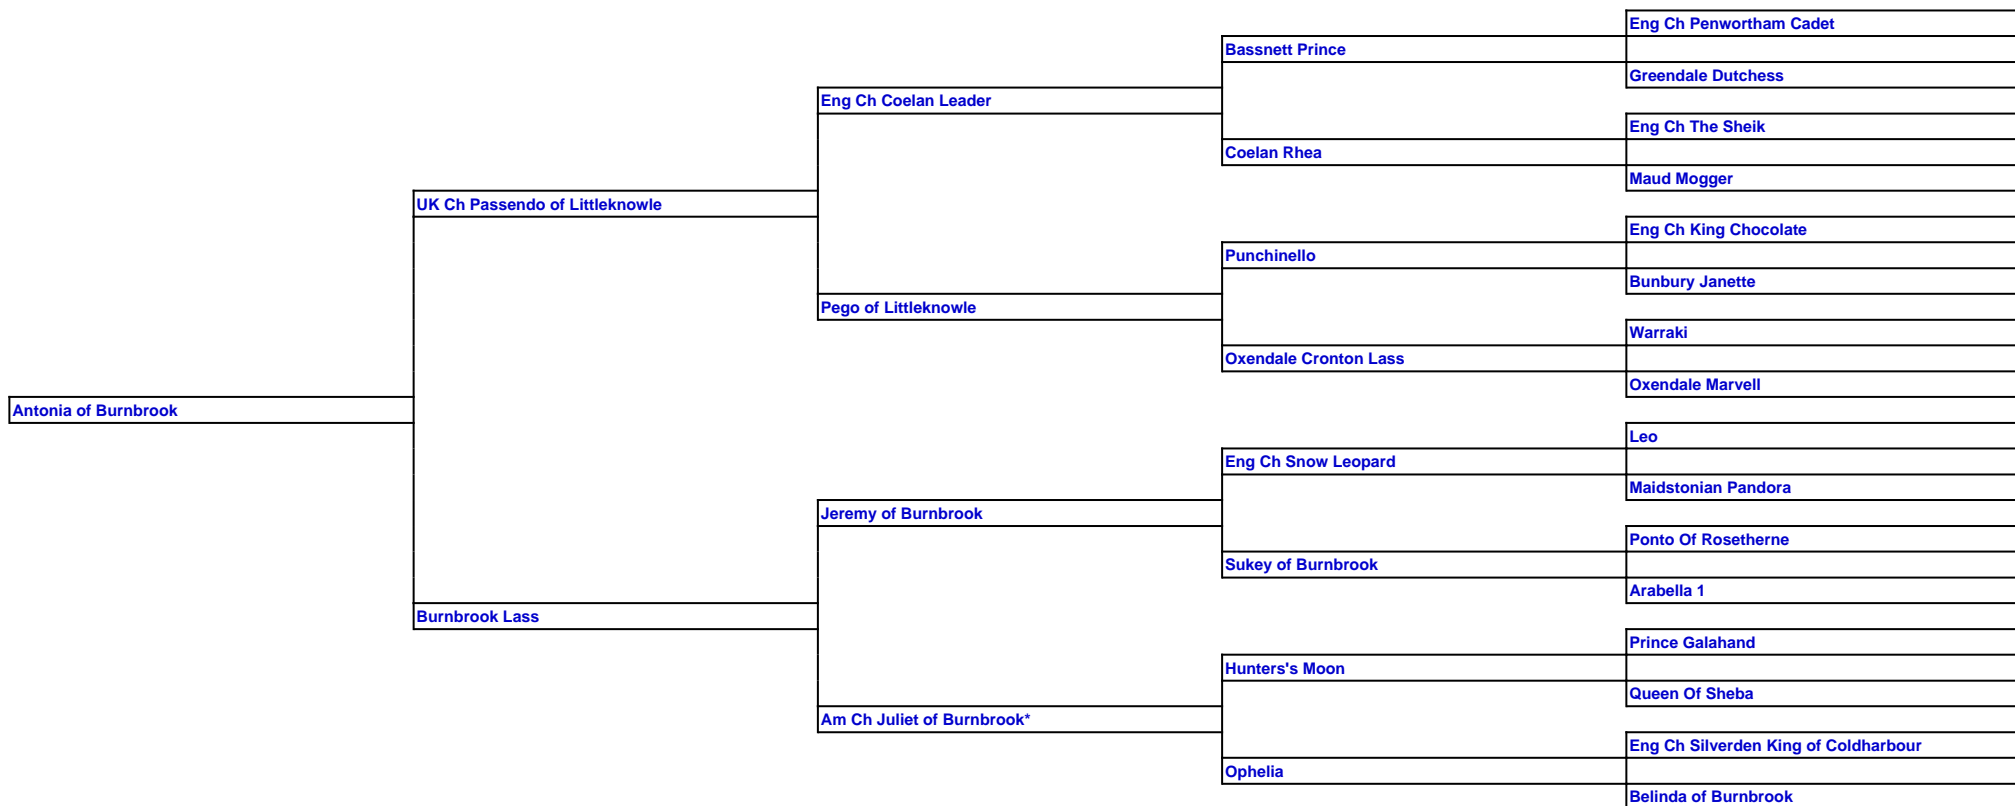 Eng Ch Penwortham Cadet
Bassnett Prince
Greendale Dutchess
Eng Ch Coelan Leader
Eng Ch The Sheik
Coelan Rhea
Maud Mogger
UK Ch Passendo of Littleknowle
Eng Ch King Chocolate
Punchinello
Bunbury Janette
Pego of Littleknowle
Warraki
Oxendale Cronton Lass
Oxendale Marvell
Antonia of Burnbrook
Leo
Eng Ch Snow Leopard
Maidstonian Pandora
Jeremy of Burnbrook
Ponto Of Rosetherne
Sukey of Burnbrook
Arabella 1
Burnbrook Lass
Prince Galahand
Hunters's Moon
Queen Of Sheba
Am Ch Juliet of Burnbrook*
Eng Ch Silverden King of Coldharbour
Ophelia
Belinda of Burnbrook